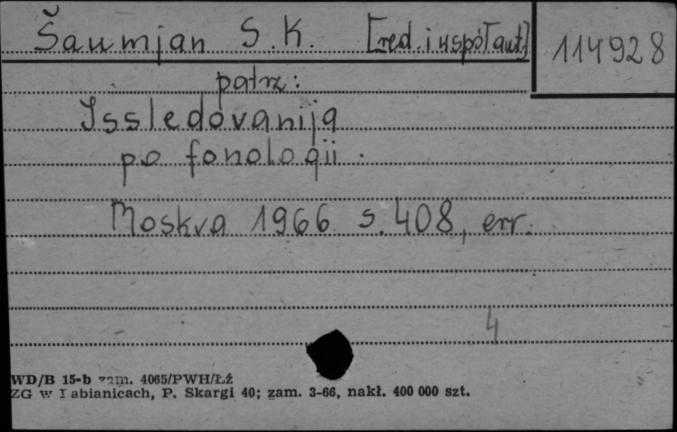 Šaumjan S.K. [red. i współaut]
114928
patrz:
Issledovanija
po fonologii.
Moskva 1966 s. 408, err.
4
WD/B 15-b zam. 4065/PWH/Łź
ZG w Pabianicach, P. Skargi 40; zam. 3-66, nakł. 400 000 szt.